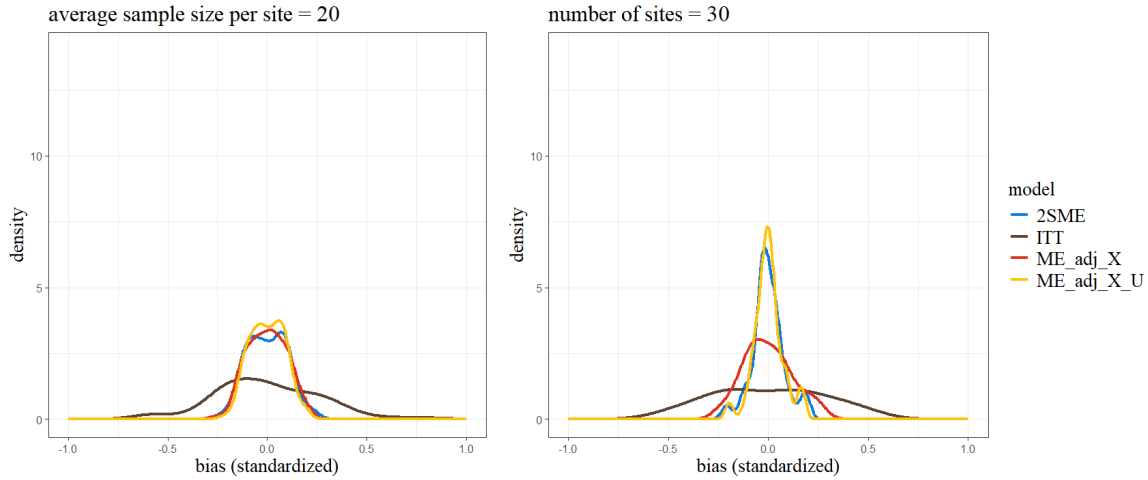 average sample size per site = 20
10
5
0
density
-1.0
-0.5
0.0
0.5
1.0
bias (standardized)
number of sites = 30
10
5
0
density
-1.0
-0.5
0.0
0.5
1.0
bias (standardized)
model
2SME
ITT
ME_adj_X
ME_adj_X_U